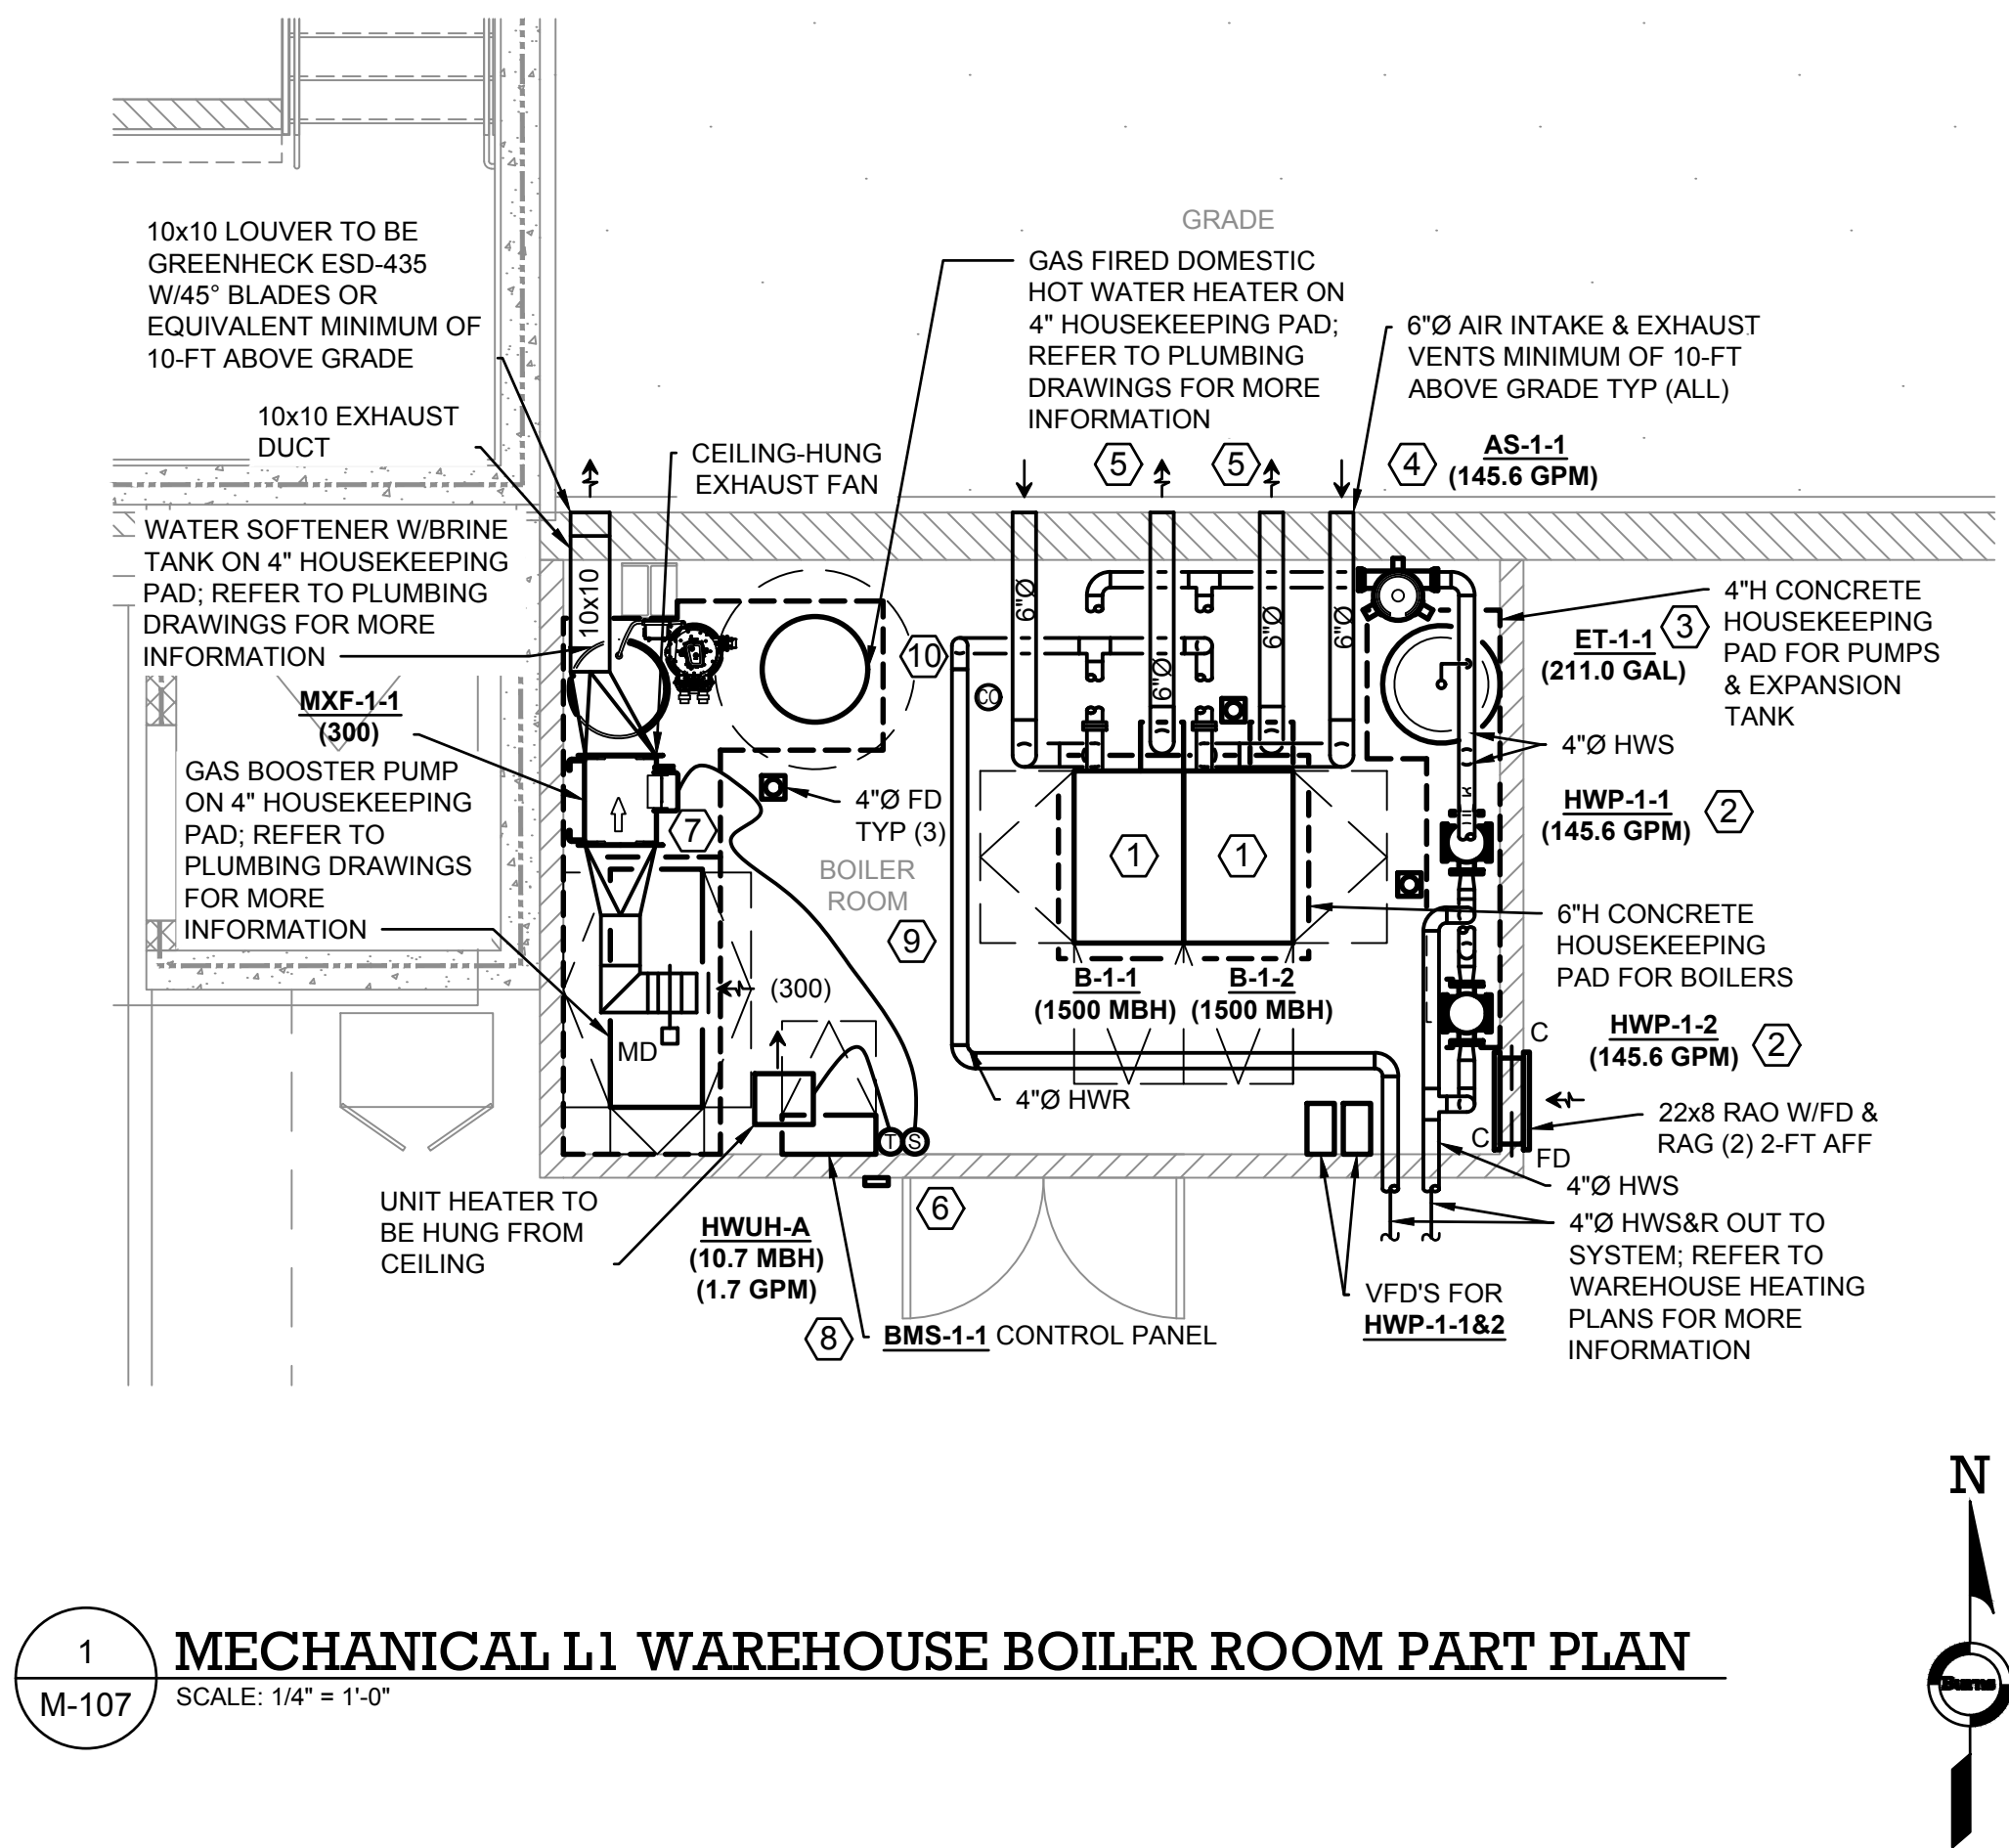 10x10 LOUVER TO BE
GREENHECK ESD-435
W/45° BLADES OR
EQUIVALENT MINIMUM OF
10-FT ABOVE GRADE
10x10 EXHAUST
DUCT
CEILING-HUNG
EXHAUST FAN
GRADE
GAS FIRED DOMESTIC
HOT WATER HEATER ON
4" HOUSEKEEPING PAD;
REFER TO PLUMBING
DRAWINGS FOR MORE
INFORMATION
6"Ø AIR INTAKE & EXHAUST
VENTS MINIMUM OF 10-FT
ABOVE GRADE TYP (ALL)
5
5
4
AS-1-1
(145.6 GPM)
WATER SOFTENER W/BRINE
TANK ON 4" HOUSEKEEPING
PAD; REFER TO PLUMBING
DRAWINGS FOR MORE
INFORMATION
10x10
6"Ø
6"Ø
6"Ø
6"Ø
10
CO
ET-1-1
(211.0 GAL)
3
4"H CONCRETE
HOUSEKEEPING
PAD FOR PUMPS
& EXPANSION
TANK
MXF-1-1
(300)
GAS BOOSTER PUMP
ON 4" HOUSEKEEPING
PAD; REFER TO
PLUMBING DRAWINGS
FOR MORE
INFORMATION
7
4"Ø FD
TYP (3)
BOILER
ROOM
9
1
1
4"Ø HWS
HWP-1-1
(145.6 GPM)
2
6"H CONCRETE
HOUSEKEEPING
PAD FOR BOILERS
(300)
MD
B-1-1
(1500 MBH)
B-1-2
(1500 MBH)
HWP-1-2
(145.6 GPM)
2
C
C
FD
4"Ø HWR
22x8 RAO W/FD &
RAG (2) 2-FT AFF
T
S
4"Ø HWS
UNIT HEATER TO
BE HUNG FROM
CEILING
HWUH-A
(10.7 MBH)
(1.7 GPM)
6
8
BMS-1-1 CONTROL PANEL
VFD'S FOR
HWP-1-1&2
4"Ø HWS&R OUT TO
SYSTEM; REFER TO
WAREHOUSE HEATING
PLANS FOR MORE
INFORMATION
N
Burns
1
M-107
MECHANICAL L1 WAREHOUSE BOILER ROOM PART PLAN
SCALE: 1/4" = 1'-0"